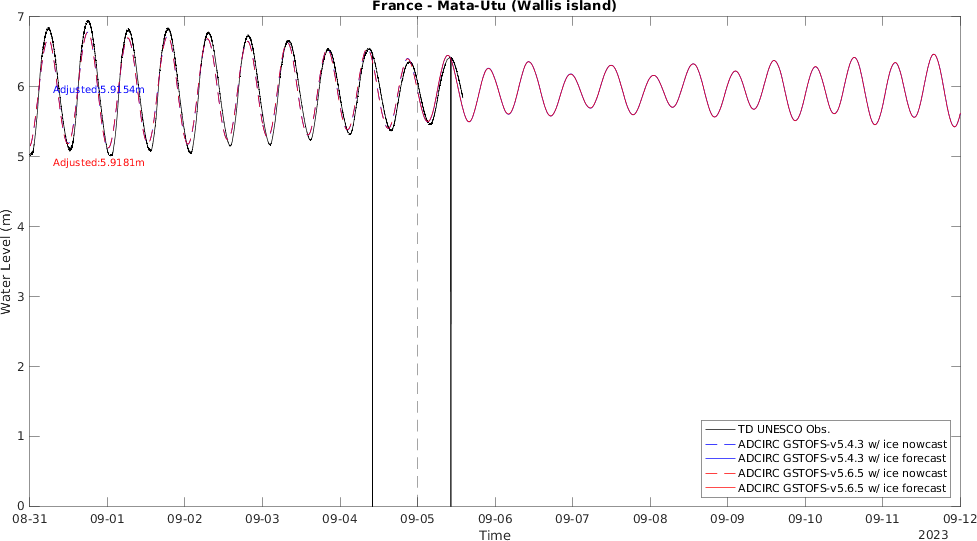 France - Mata-Utu (Wallis island)
7
6
5
4
3
2
1
0
Water Level (m)
Adjusted:5.9154m
Adjusted:5.9181m
TD UNESCO Obs.
ADCIRC GSTOFS-v5.4.3 w/ ice nowcast
ADCIRC GSTOFS-v5.4.3 w/ ice forecast
ADCIRC GSTOFS-v5.6.5 w/ ice nowcast
ADCIRC GSTOFS-v5.6.5 w/ ice forecast
08-31 09-01 09-02 09-03 09-04 09-05 09-06 09-07 09-08 09-09 09-10 09-11 09-12
Time
2023